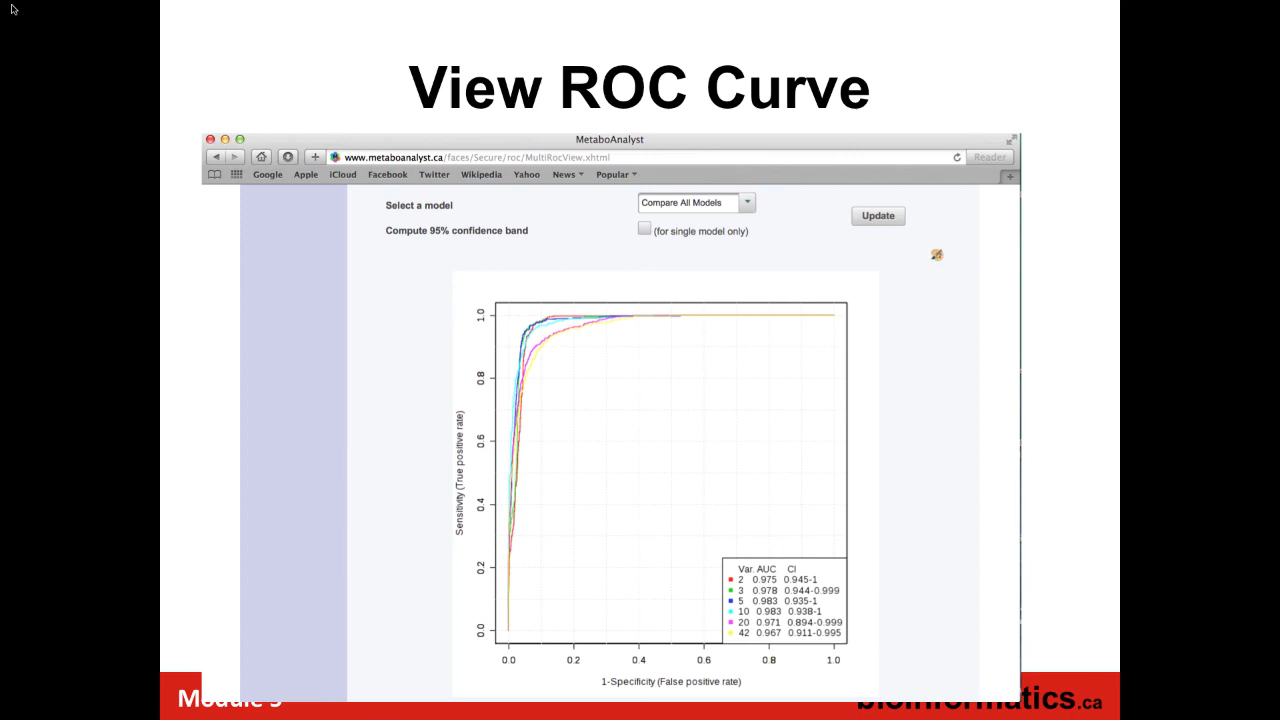 View ROC Curve
MetaboAnalyst
www.metaboanalyst.ca/faces/Secure/roc/MultiRocView.xhtml
Reader
Google Apple iCloud Facebook Twitter Wikipedia Yahoo News Popular
Select a model
Compare All Models
Update
Compute 95% confidence band
(for single model only)
Sensitivity (True positive rate)
1.0
0.8
0.6
0.4
0.2
0.0
Var. AUC CI
2 0.975 0.945-1
3 0.978 0.944-0.999
5 0.983 0.935-1
10 0.983 0.938-1
20 0.971 0.894-0.999
42 0.967 0.911-0.995
0.0 0.2 0.4 0.6 0.8 1.0
1-Specificity (False positive rate)
bioinformatics.ca